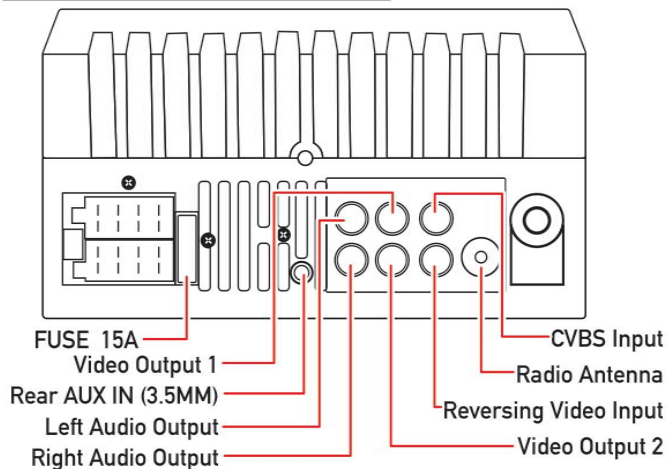 FUSE 15A
Video Output 1
Rear AUX IN (3.5MM)
Left Audio Output
Right Audio Output
CVBS Input
Radio Antenna
Reversing Video Input
Video Output 2